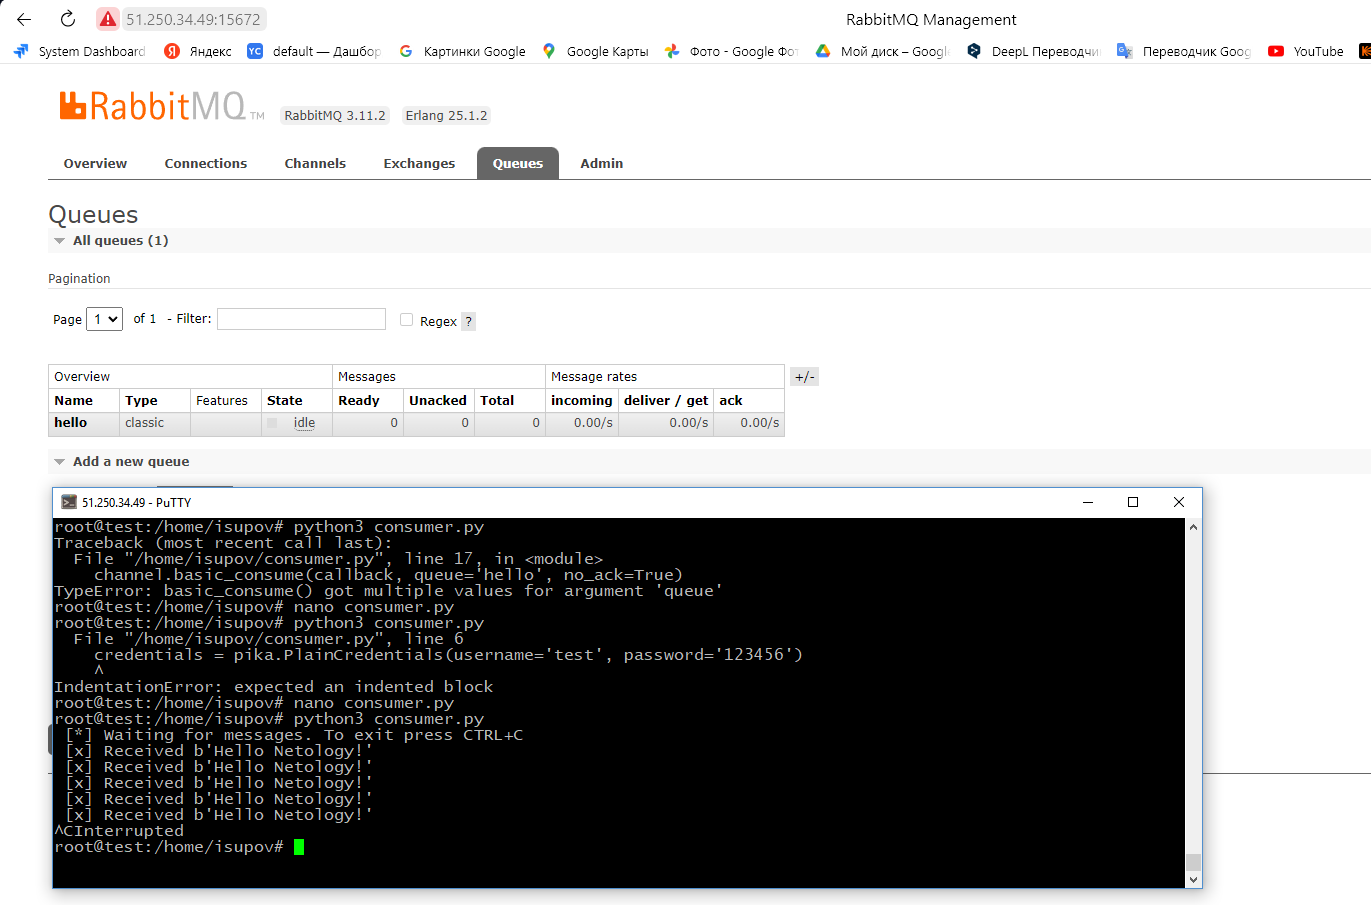 51.250.34.49:15672
RabbitMQ Management
System Dashboard
Яндекс
default — Дашбор
Картинки Google
Google Карты
Фото - Google Фо
Мой диск – Google
DeepL Переводчи
Переводчик Goog
YouTube
RabbitMQ TM
RabbitMQ 3.11.2
Erlang 25.1.2
Overview
Connections
Channels
Exchanges
Queues
Admin
Queues
All queues (1)
Pagination
Page 1 of 1 - Filter: Regex ?
Overview Messages Message rates +/-
Name Type Features State Ready Unacked Total incoming deliver / get ack
hello classic idle 0 0 0 0.00/s 0.00/s 0.00/s
Add a new queue
51.250.34.49 - PuTTY
root@test:/home/isupov# python3 consumer.py
Traceback (most recent call last):
  File "/home/isupov/consumer.py", line 17, in <module>
    channel.basic_consume(callback, queue='hello', no_ack=True)
TypeError: basic_consume() got multiple values for argument 'queue'
root@test:/home/isupov# nano consumer.py
root@test:/home/isupov# python3 consumer.py
  File "/home/isupov/consumer.py", line 6
    credentials = pika.PlainCredentials(username='test', password='123456')
    ^
IndentationError: expected an indented block
root@test:/home/isupov# nano consumer.py
root@test:/home/isupov# python3 consumer.py
 [*] Waiting for messages. To exit press CTRL+C
 [x] Received b'Hello Netology!'
 [x] Received b'Hello Netology!'
 [x] Received b'Hello Netology!'
 [x] Received b'Hello Netology!'
 [x] Received b'Hello Netology!'
^CInterrupted
root@test:/home/isupov#